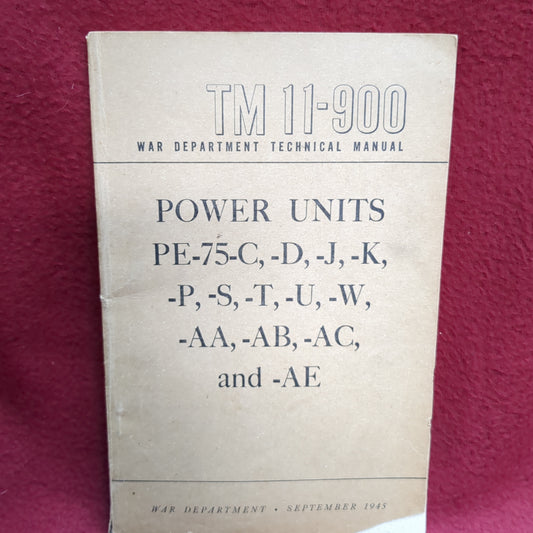 TM 11-900
WAR DEPARTMENT TECHNICAL MANUAL
POWER UNITS
PE-75-C, -D, -J, -K,
-P, -S, -T, -U, -W,
-AA, -AB, -AC,
and -AE
WAR DEPARTMENT • SEPTEMBER 1945